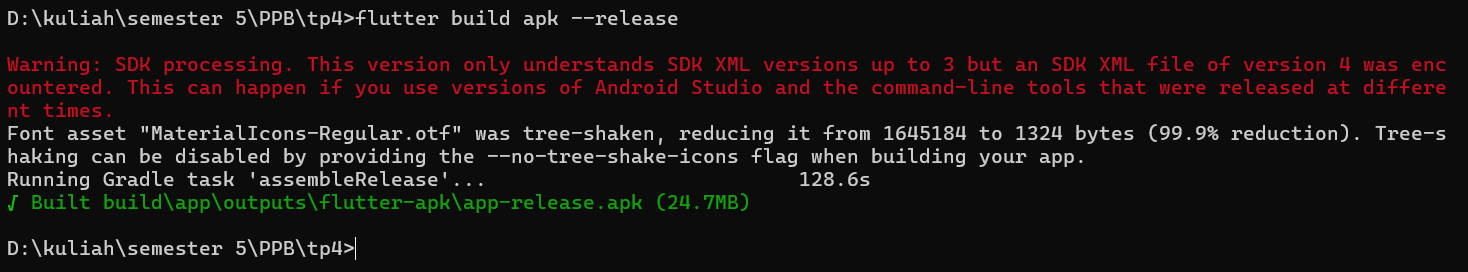 D:\kuliah\semester 5\PPB\tp4>flutter build apk --release
Warning: SDK processing. This version only understands SDK XML versions up to 3 but an SDK XML file of version 4 was enc
ountered. This can happen if you use versions of Android Studio and the command-line tools that were released at differe
nt times.
Font asset "MaterialIcons-Regular.otf" was tree-shaken, reducing it from 1645184 to 1324 bytes (99.9% reduction). Tree-s
haking can be disabled by providing the --no-tree-shake-icons flag when building your app.
Running Gradle task 'assembleRelease'...                          128.6s
√ Built build\app\outputs\flutter-apk\app-release.apk (24.7MB)
D:\kuliah\semester 5\PPB\tp4>